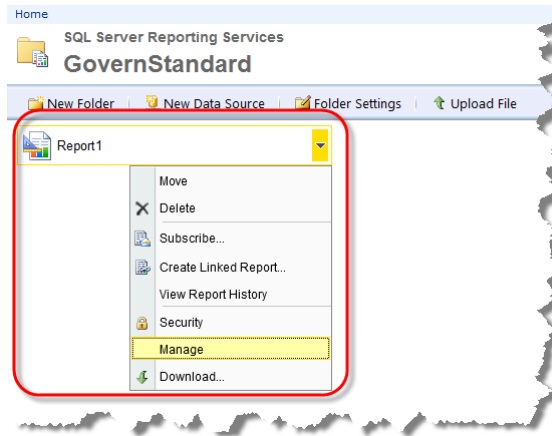 Home
SQL Server Reporting Services
GovernStandard
New Folder New Data Source Folder Settings Upload File
Report1
Move
Delete
Subscribe...
Create Linked Report...
View Report History
Security
Manage
Download...